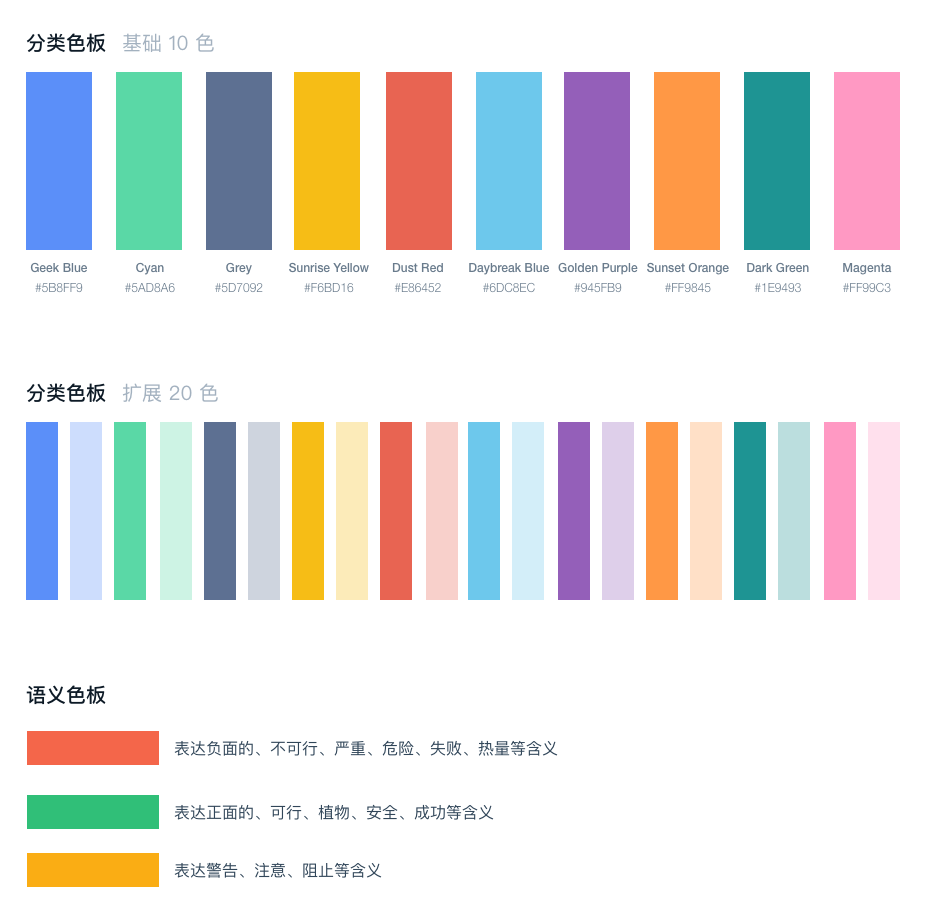 分类色板 基础 10 色
Geek Blue Cyan Grey Sunrise Yellow Dust Red Daybreak Blue Golden Purple Sunset Orange Dark Green Magenta
#5B8FF9 #5AD8A6 #5D7092 #F6BD16 #E86452 #6DC8EC #945FB9 #FF9845 #1E9493 #FF99C3
分类色板 扩展 20 色
语义色板
表达负面的、不可行、严重、危险、失败、热量等含义
表达正面的、可行、植物、安全、成功等含义
表达警告、注意、阻止等含义